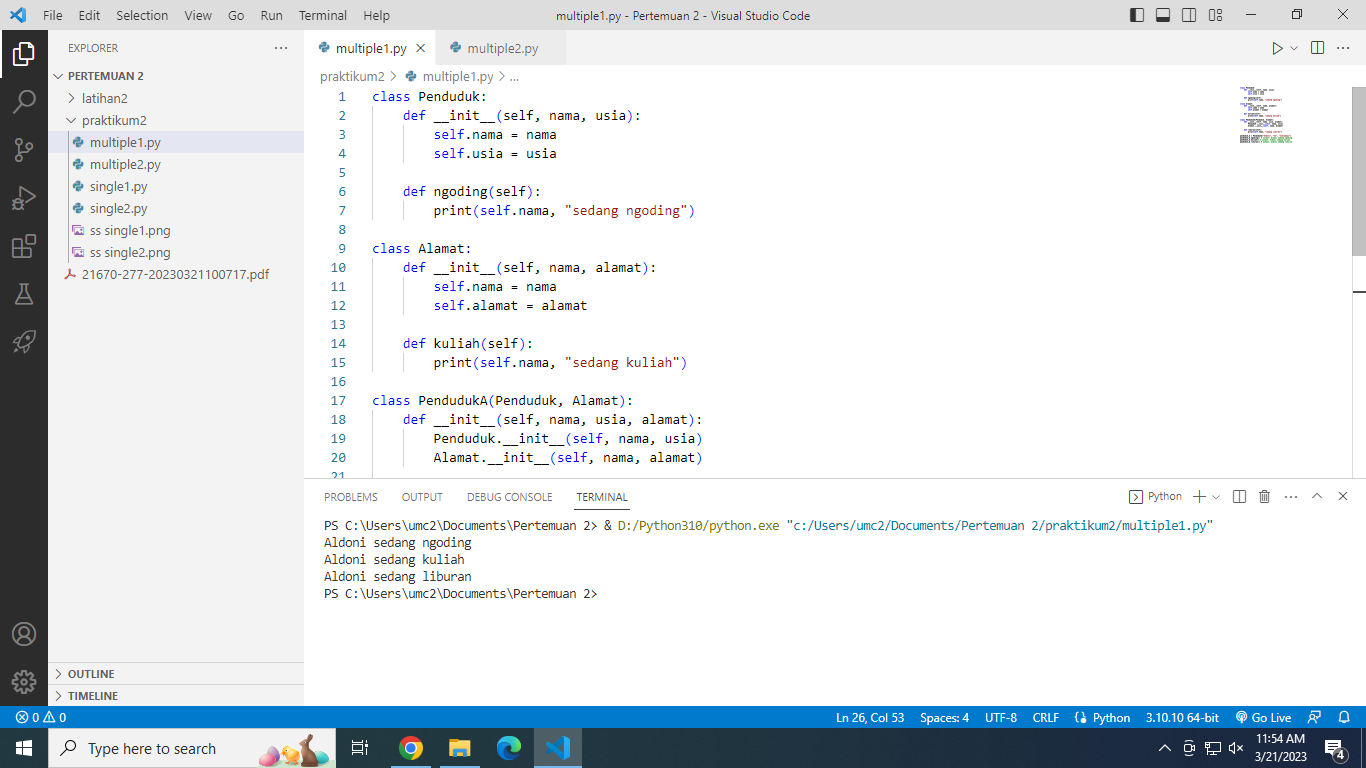 File Edit Selection View Go Run Terminal Help
multiple1.py - Pertemuan 2 - Visual Studio Code
EXPLORER
PERTEMUAN 2
latihan2
praktikum2
multiple1.py
multiple2.py
single1.py
single2.py
ss single1.png
ss single2.png
21670-277-20230321100717.pdf
OUTLINE
TIMELINE
multiple1.py
multiple2.py
praktikum2 > multiple1.py > ...
1 class Penduduk:
2 def __init__(self, nama, usia):
3 self.nama = nama
4 self.usia = usia
5
6 def ngoding(self):
7 print(self.nama, "sedang ngoding")
8
9 class Alamat:
10 def __init__(self, nama, alamat):
11 self.nama = nama
12 self.alamat = alamat
13
14 def kuliah(self):
15 print(self.nama, "sedang kuliah")
16
17 class PendudukA(Penduduk, Alamat):
18 def __init__(self, nama, usia, alamat):
19 Penduduk.__init__(self, nama, usia)
20 Alamat.__init__(self, nama, alamat)
21
PROBLEMS OUTPUT DEBUG CONSOLE TERMINAL
Python
PS C:\Users\umc2\Documents\Pertemuan 2> & D:/Python310/python.exe "c:/Users/umc2/Documents/Pertemuan 2/praktikum2/multiple1.py"
Aldoni sedang ngoding
Aldoni sedang kuliah
Aldoni sedang liburan
PS C:\Users\umc2\Documents\Pertemuan 2>
0 0
Ln 26, Col 53 Spaces: 4 UTF-8 CRLF Python 3.10.10 64-bit Go Live
Type here to search
11:54 AM
3/21/2023
4